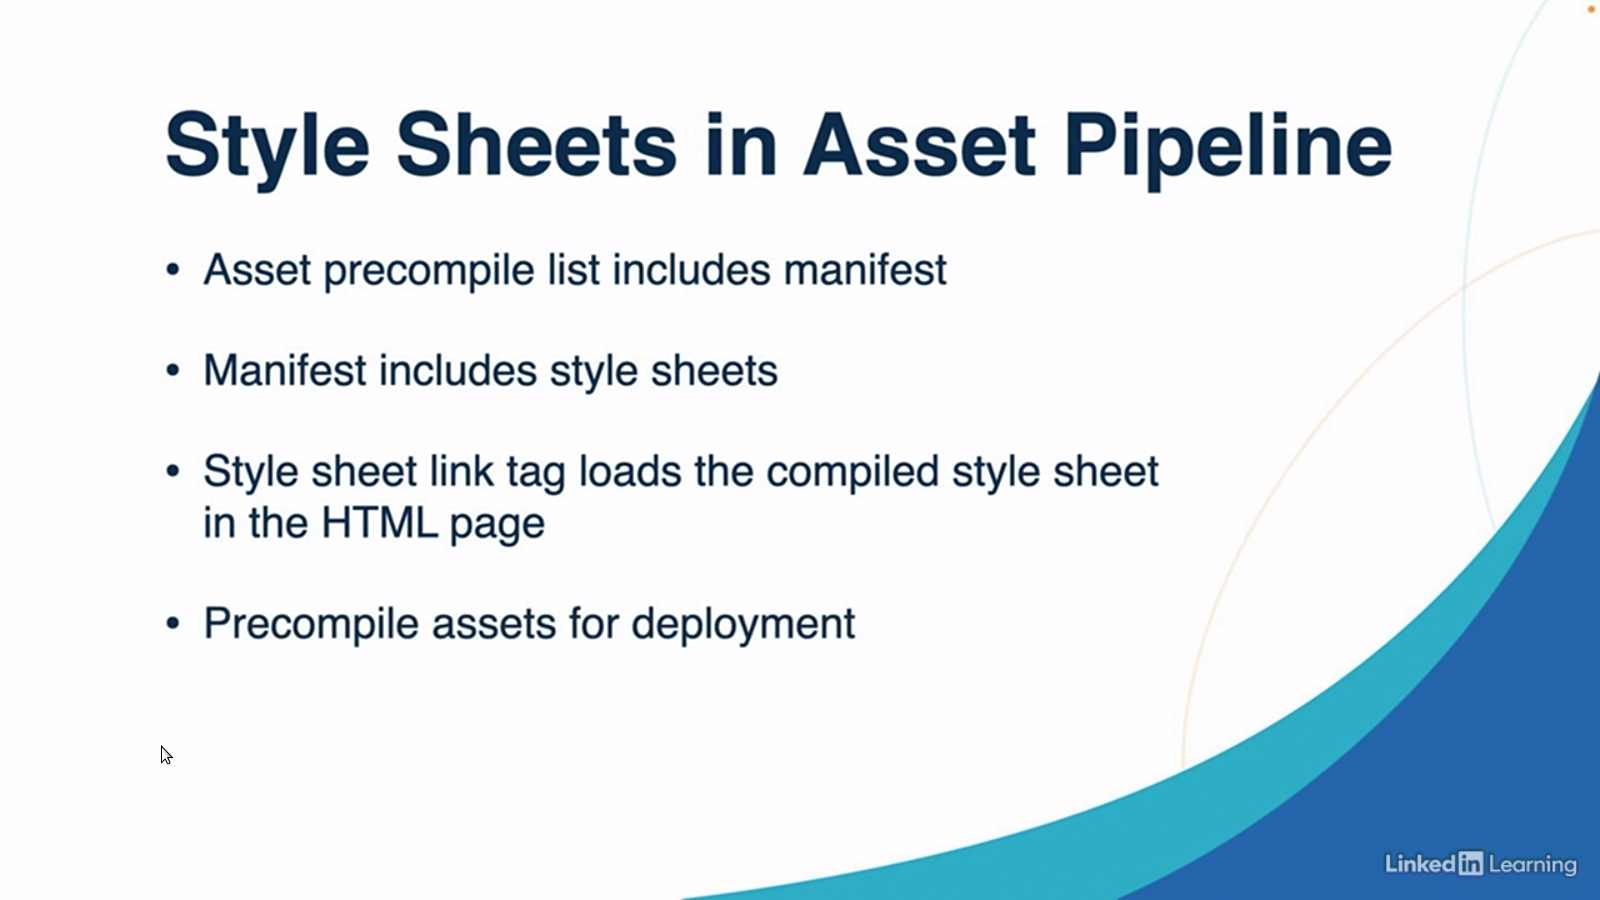 Style Sheets in Asset Pipeline
• Asset precompile list includes manifest
• Manifest includes style sheets
• Style sheet link tag loads the compiled style sheet
in the HTML page
• Precompile assets for deployment
Linked in Learning